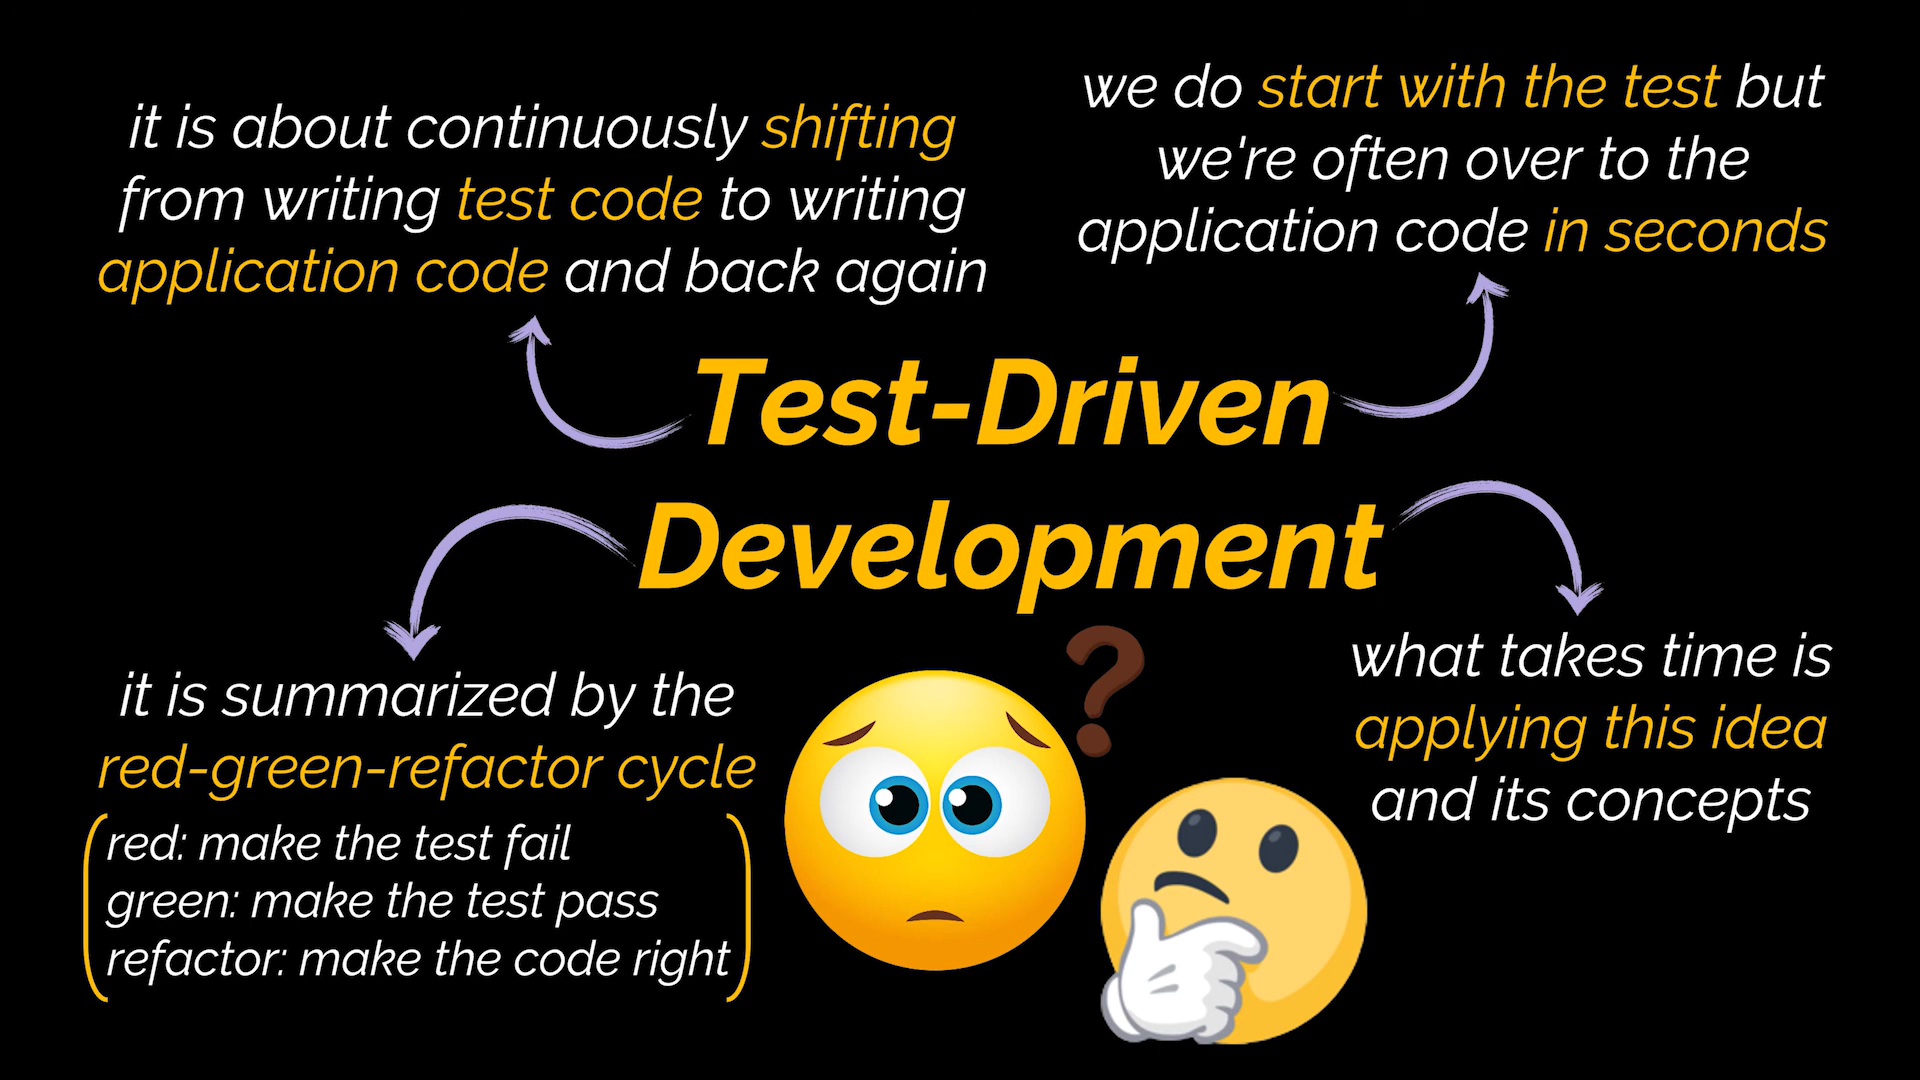 it is about continuously shifting
from writing test code to writing
application code and back again
we do start with the test but
we're often over to the
application code in seconds
Test-Driven
Development
it is summarized by the
red-green-refactor cycle
red: make the test fail
green: make the test pass
refactor: make the code right
?
what takes time is
applying this idea
and its concepts